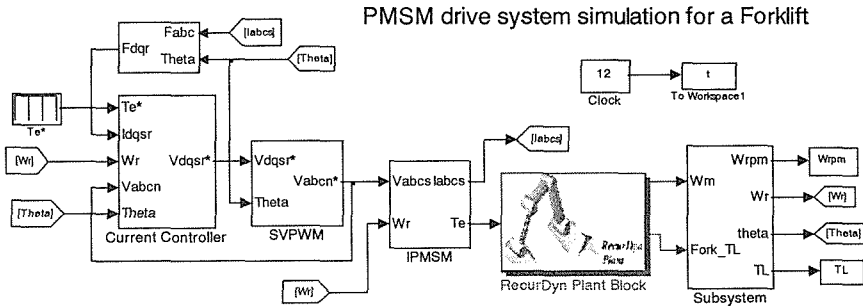 PMSM drive system simulation for a Forklift
Fabc
Fdqr
Theta
[Iabcs]
[Theta]
12
Clock
t
To Workspace1
Te*
Te*
Idqsr
[Wr]
Wr
Vdqsr*
Vabcn
[Theta]
Theta
Current Controller
Vdqsr*
Vabcn*
Theta
SVPWM
[Iabcs]
Vabcs
Iabcs
Wr
Te
IPMSM
[Wr]
RecurDyn
Plant
RecurDyn Plant Block
Wm
Fork_TL
Wrpm
Wr
theta
TL
Subsystem
Wrpm
[Wr]
[Theta]
TL